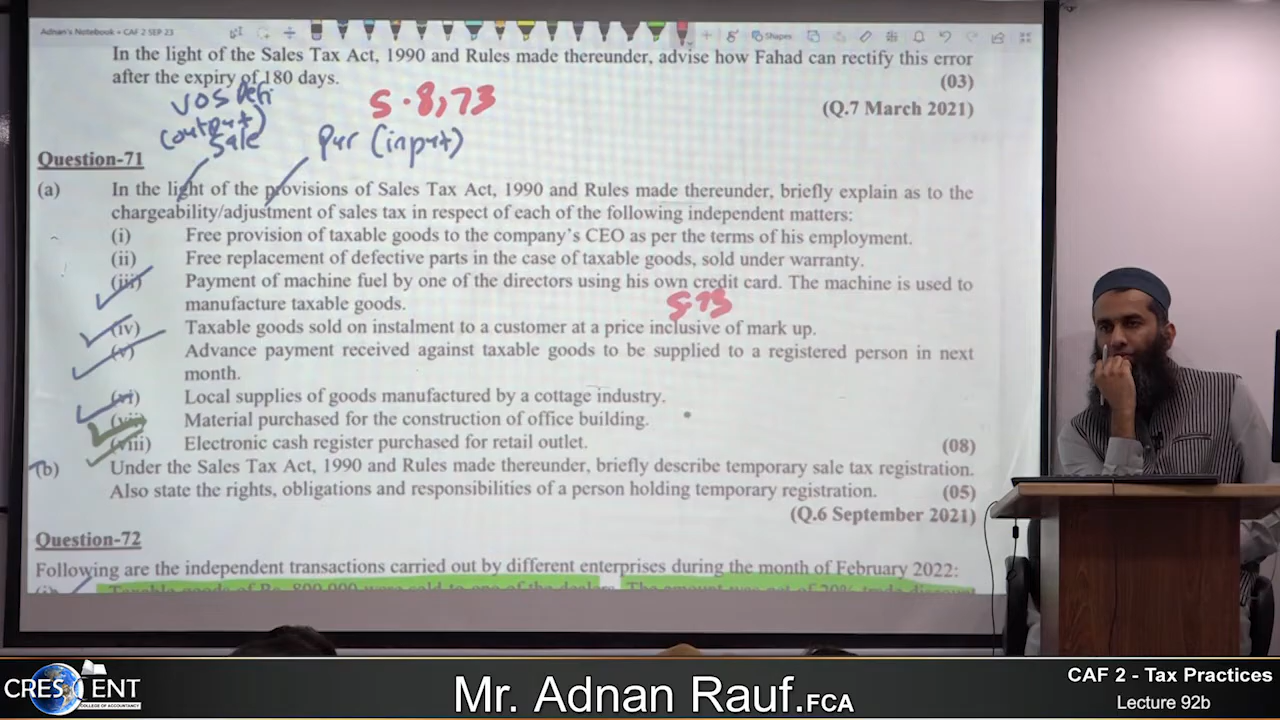 Adnan's Notebook • CAF 2 SEP 23
Shapes
In the light of the Sales Tax Act, 1990 and Rules made thereunder, advise how Fahad can rectify this error
after the expiry of 180 days. (03)
(Q.7 March 2021)
VOS Defi
(output)
Sale
S. 8, 73
Pur (input)
Question-71
(a) In the light of the provisions of Sales Tax Act, 1990 and Rules made thereunder, briefly explain as to the
chargeability/adjustment of sales tax in respect of each of the following independent matters:
(i) Free provision of taxable goods to the company's CEO as per the terms of his employment.
(ii) Free replacement of defective parts in the case of taxable goods, sold under warranty.
(iii) Payment of machine fuel by one of the directors using his own credit card. The machine is used to
manufacture taxable goods.
S.73
(iv) Taxable goods sold on instalment to a customer at a price inclusive of mark up.
(v) Advance payment received against taxable goods to be supplied to a registered person in next
month.
(vi) Local supplies of goods manufactured by a cottage industry.
(vii) Material purchased for the construction of office building.
(viii) Electronic cash register purchased for retail outlet. (08)
(b) Under the Sales Tax Act, 1990 and Rules made thereunder, briefly describe temporary sale tax registration.
Also state the rights, obligations and responsibilities of a person holding temporary registration. (05)
(Q.6 September 2021)
Question-72
Following are the independent transactions carried out by different enterprises during the month of February 2022:
CRESCENT
COLLEGE OF ACCOUNTANCY
Mr. Adnan Rauf.FCA
CAF 2 - Tax Practices
Lecture 92b